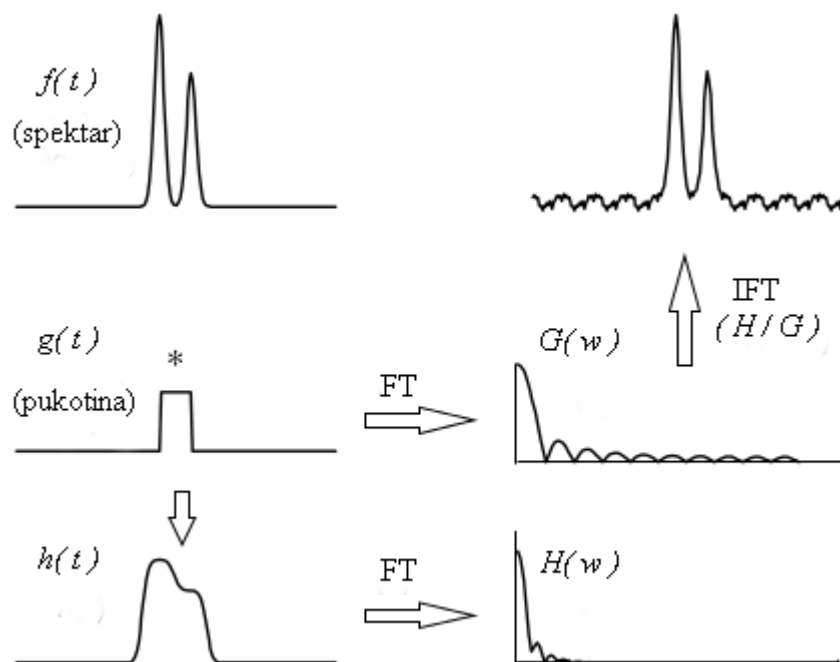 f(t)
(spektar)
IFT
(H/G)
g(t)
*
(pukotina)
FT
G(w)
h(t)
FT
H(w)